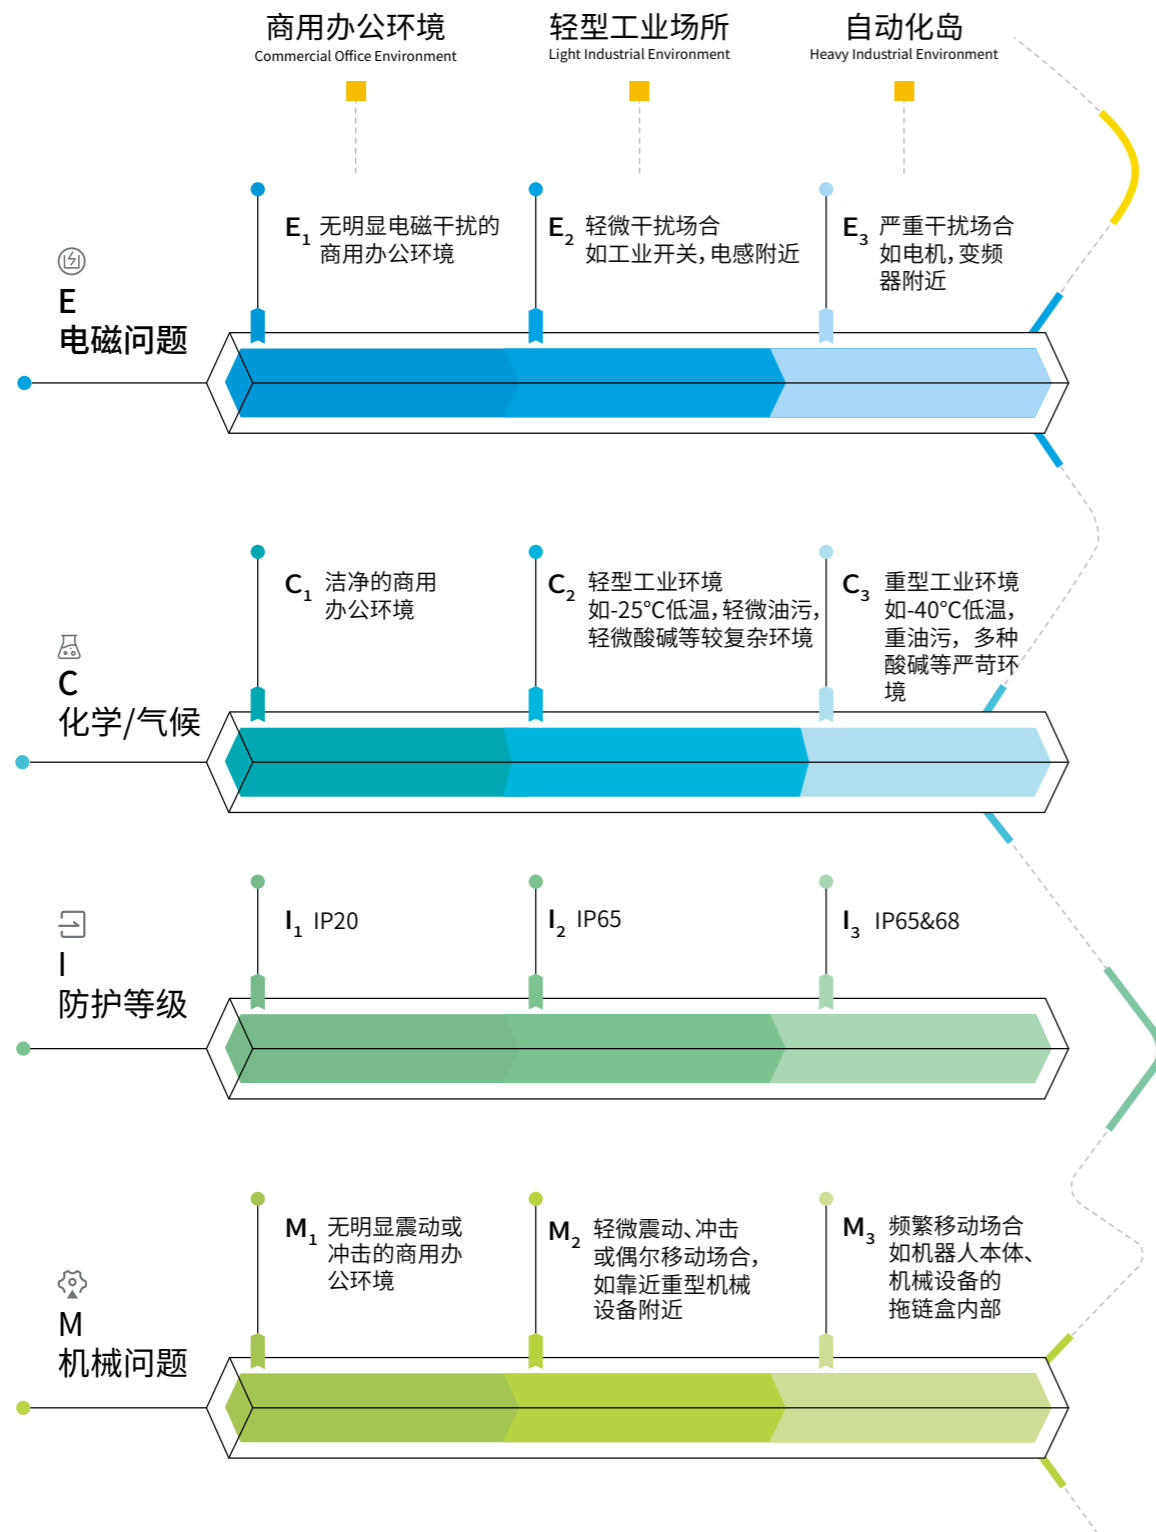 商用办公环境
Commercial Office Environment
轻型工业场所
Light Industrial Environment
自动化岛
Heavy Industrial Environment
E
电磁问题
E1 无明显电磁干扰的
商用办公环境
E2 轻微干扰场合
如工业开关，电感附近
E3 严重干扰场合
如电机，变频
器附近
C
化学/气候
C1 洁净的商用
办公环境
C2 轻型工业环境
如-25℃低温，轻微油污，
轻微酸碱等较复杂环境
C3 重型工业环境
如-40℃低温，
重油污，多种
酸碱等严苛环
境
I
防护等级
I1 IP20
I2 IP65
I3 IP65&68
M
机械问题
M1 无明显震动或
冲击的商用办
公环境
M2 轻微震动、冲击
或偶尔移动场合，
如靠近重型机械
设备附近
M3 频繁移动场合
如机器人本体、
机械设备的
拖链盒内部